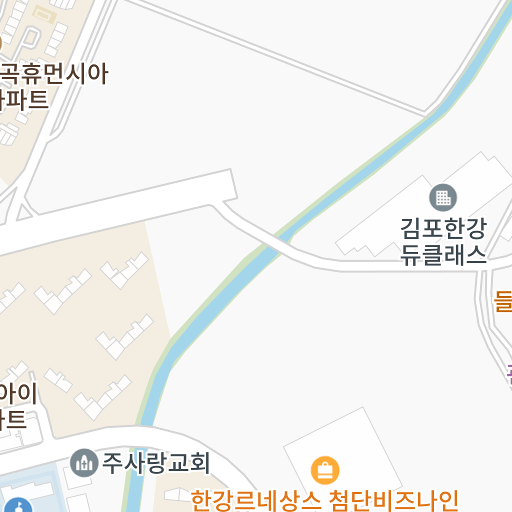 곡휴먼시아
아파트
김포한강
듀클래스
들
아이
파트
주사랑교회
한강르네상스 첨단비즈나인